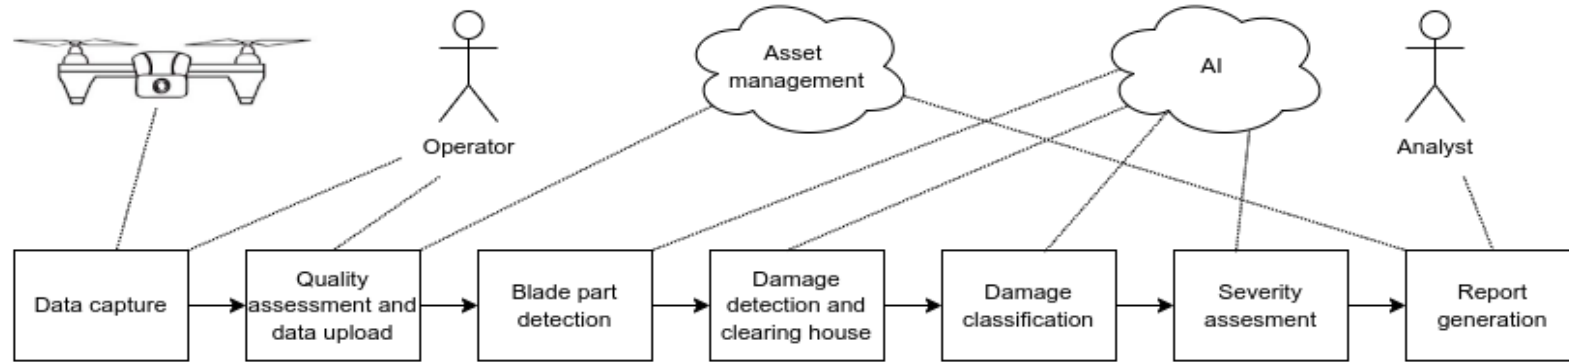 Asset
management
AI
Operator
Analyst
Data capture
Quality
assessment and
data upload
Blade part
detection
Damage
detection and
clearing house
Damage
classification
Severity
assesment
Report
generation